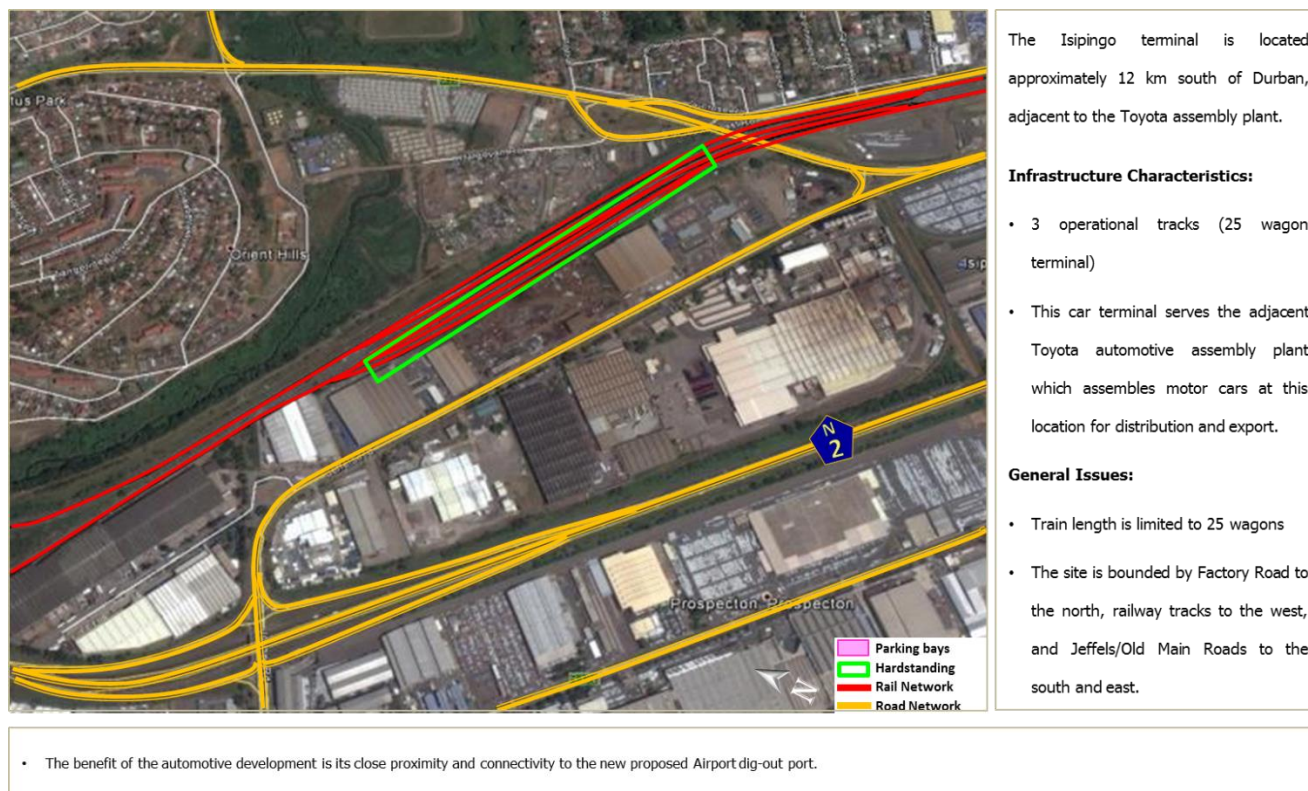 tus Park
Orient Hills
Isip
N
2
Prospecton Prospecton
Parking bays
Hardstanding
Rail Network
Road Network
N
The Isipingo terminal is located
approximately 12 km south of Durban,
adjacent to the Toyota assembly plant.
Infrastructure Characteristics:
• 3 operational tracks (25 wagon
terminal)
• This car terminal serves the adjacent
Toyota automotive assembly plant
which assembles motor cars at this
location for distribution and export.
General Issues:
• Train length is limited to 25 wagons
• The site is bounded by Factory Road to
the north, railway tracks to the west,
and Jeffels/Old Main Roads to the
south and east.
• The benefit of the automotive development is its close proximity and connectivity to the new proposed Airport dig-out port.